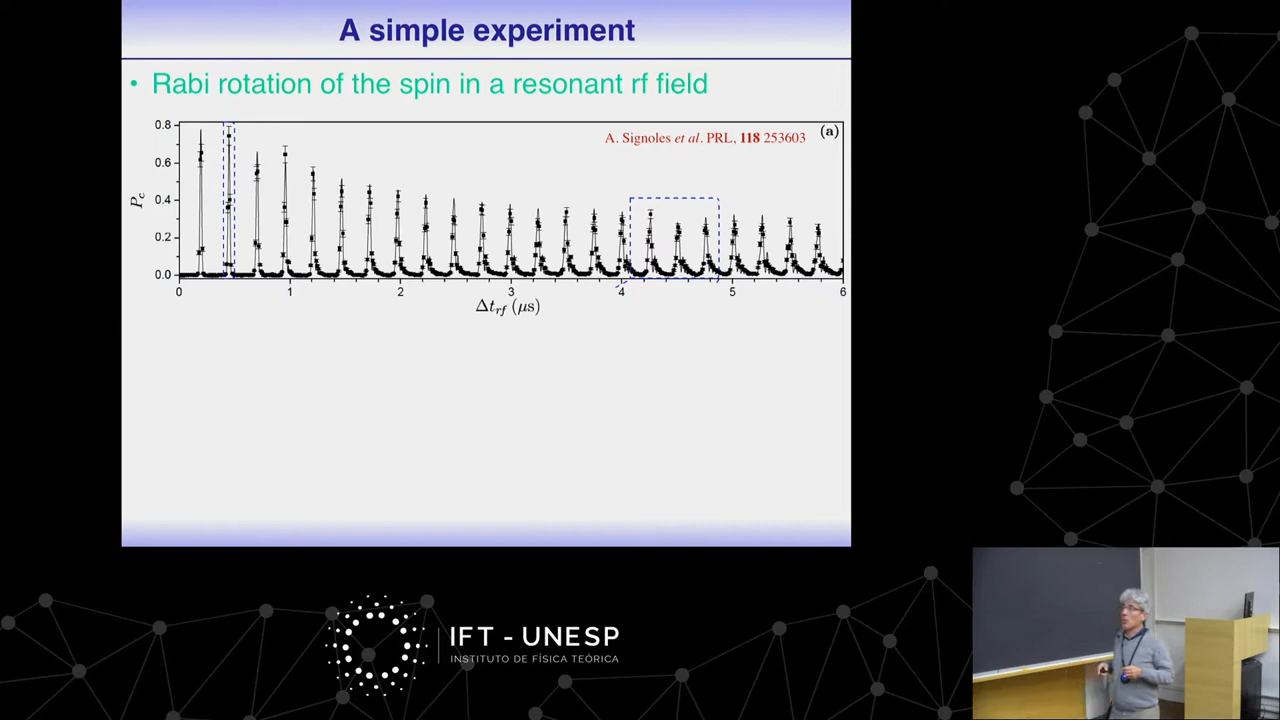 A simple experiment
• Rabi rotation of the spin in a resonant rf field
A. Signoles et al. PRL, 118 253603
(a)
0.8
0.6
0.4
0.2
0.0
Pc
0 1 2 3 4 5 6
Δt_rf (μs)
IFT - UNESP
INSTITUTO DE FÍSICA TEÓRICA